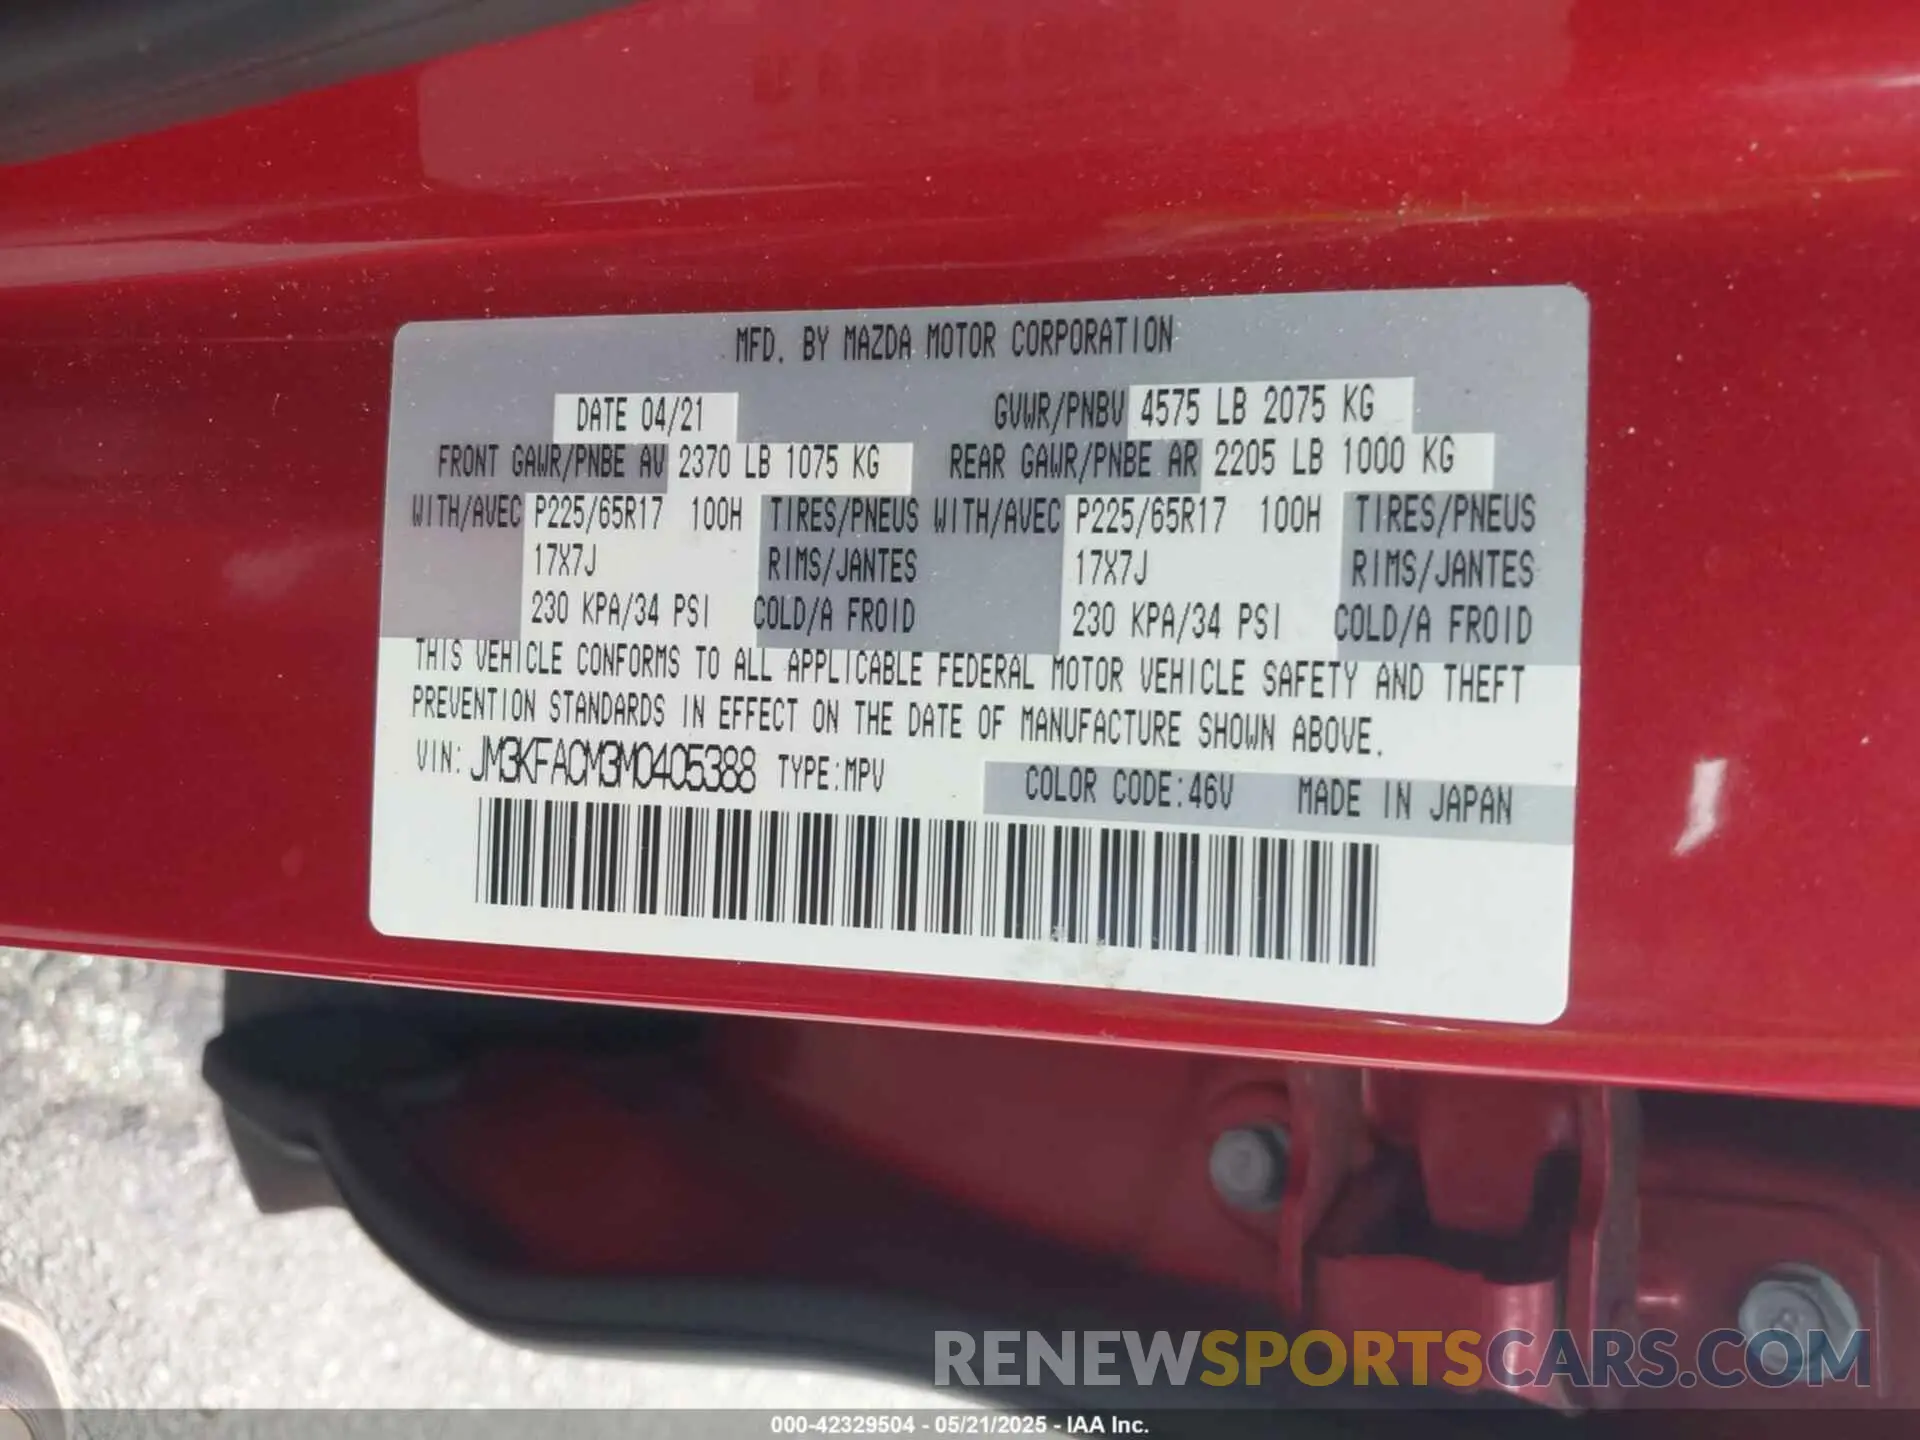 MFD. BY MAZDA MOTOR CORPORATION
DATE 04/21 GVWR/PNBV 4575 LB 2075 KG
FRONT GAWR/PNBE AV 2370 LB 1075 KG REAR GAWR/PNBE AR 2205 LB 1000 KG
WITH/AVEC P225/65R17 100H TIRES/PNEUS WITH/AVEC P225/65R17 100H TIRES/PNEUS
17X7J RIMS/JANTES 17X7J RIMS/JANTES
230 KPA/34 PSI COLD/A FROID 230 KPA/34 PSI COLD/A FROID
THIS VEHICLE CONFORMS TO ALL APPLICABLE FEDERAL MOTOR VEHICLE SAFETY AND THEFT
PREVENTION STANDARDS IN EFFECT ON THE DATE OF MANUFACTURE SHOWN ABOVE.
VIN: JM3KFACM3M0405388 TYPE:MPV COLOR CODE:46V MADE IN JAPAN
RENEWSPORTSCARS.COM
000-42329504 - 05/21/2025 - IAA Inc.